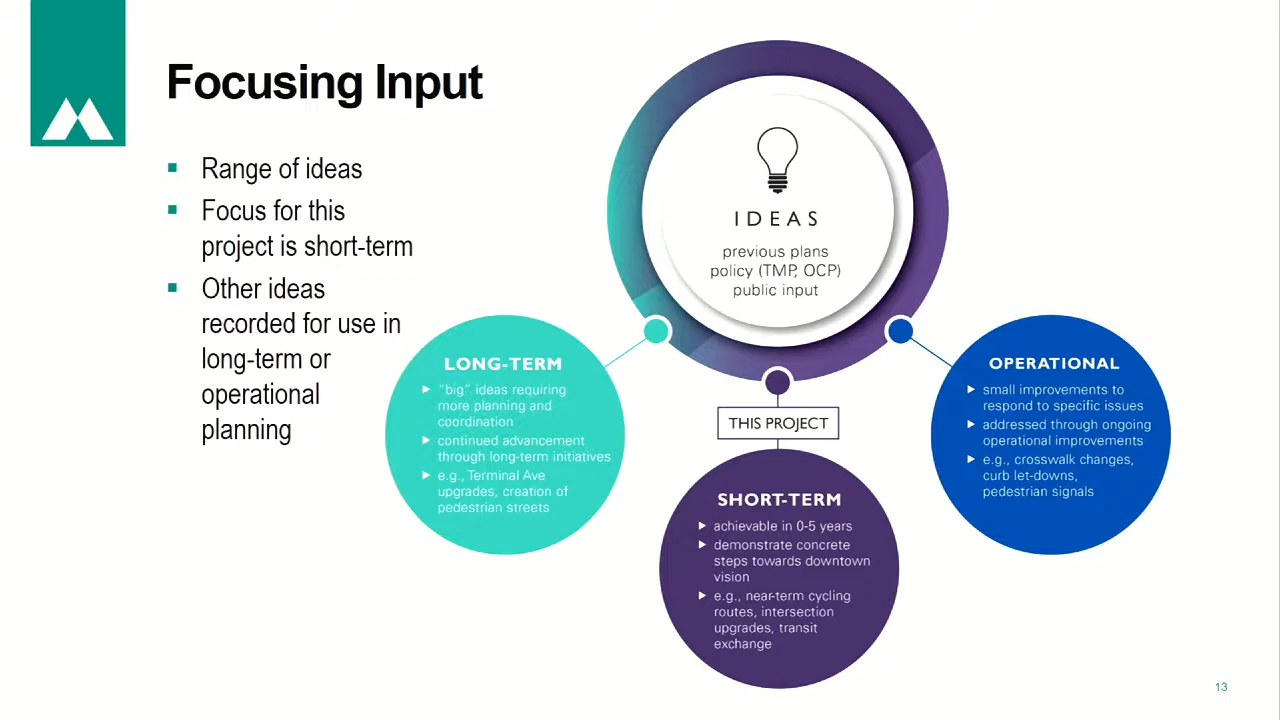 Focusing Input
▪ Range of ideas
▪ Focus for this
project is short-term
▪ Other ideas
recorded for use in
long-term or
operational
planning
IDEAS
previous plans
policy (TMP, OCP)
public input
LONG-TERM
"big" ideas requiring
more planning and
coordination
continued advancement
through long-term initiatives
e.g., Terminal Ave
upgrades, creation of
pedestrian streets
THIS PROJECT
SHORT-TERM
achievable in 0-5 years
demonstrate concrete
steps towards downtown
vision
e.g., near-term cycling
routes, intersection
upgrades, transit
exchange
OPERATIONAL
small improvements to
respond to specific issues
addressed through ongoing
operational improvements
e.g., crosswalk changes,
curb let-downs,
pedestrian signals
13